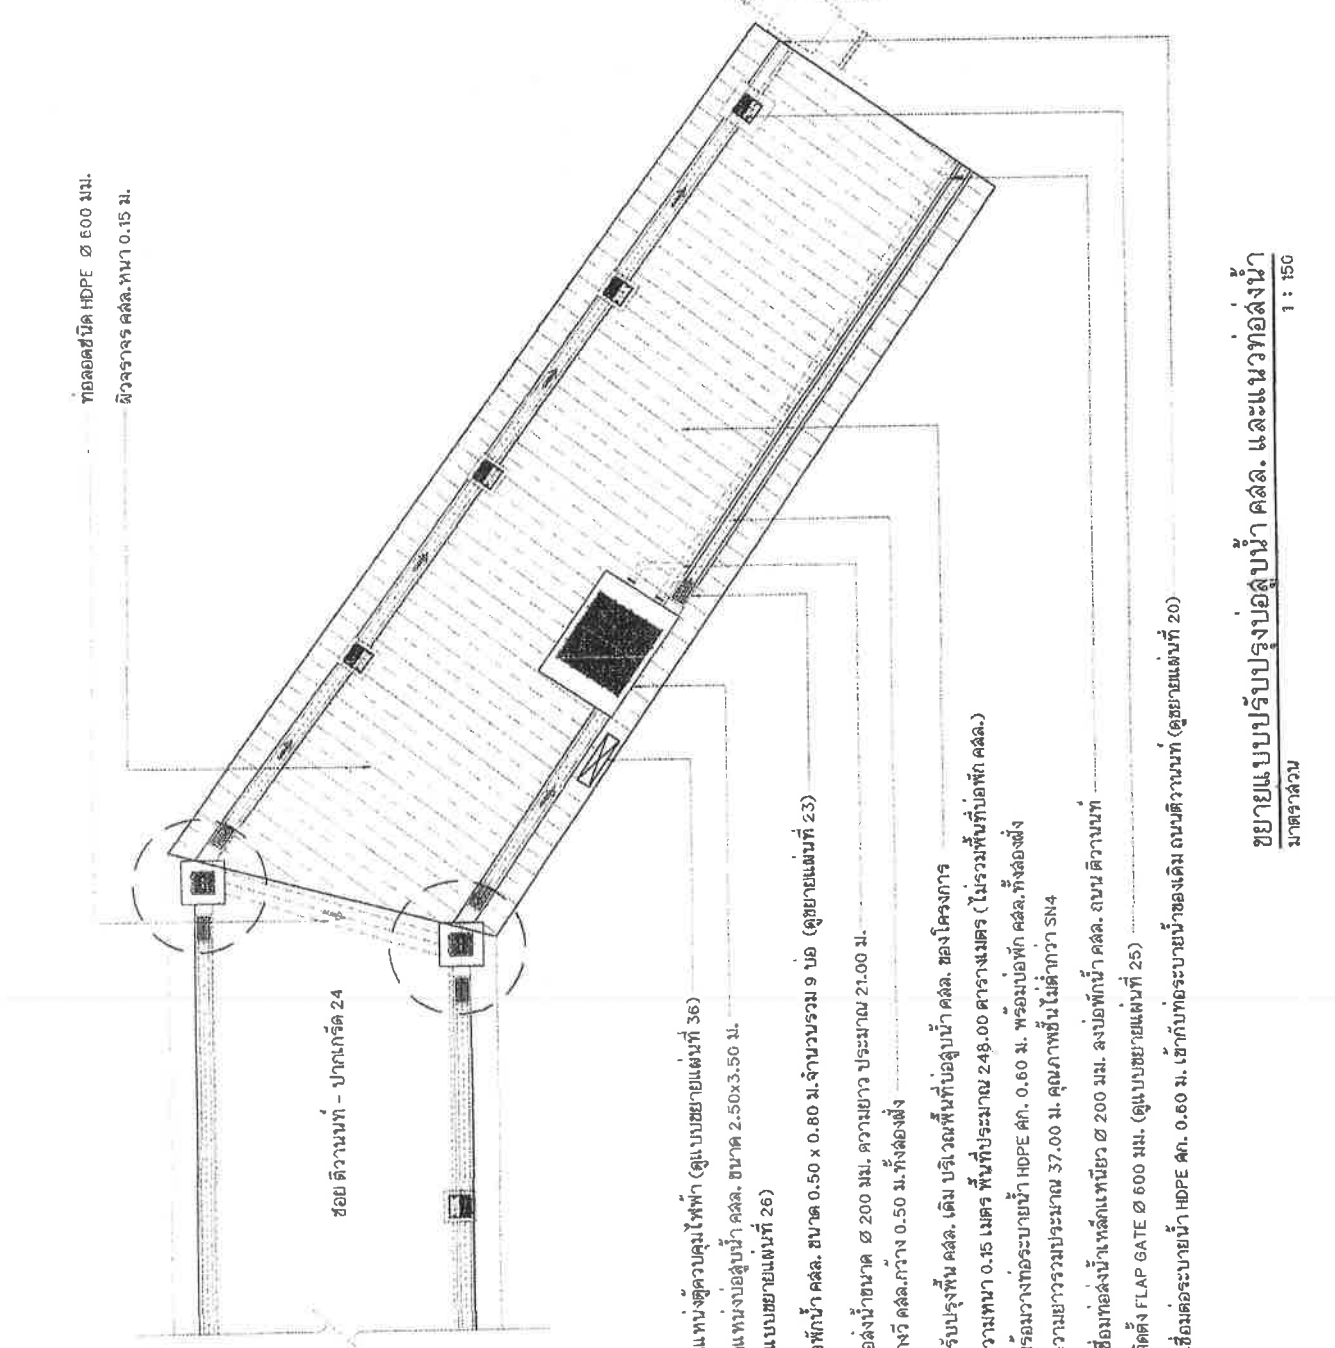 ท่อลอดชนิด HDPE Ø 600 มม.
ผิวจราจร คสล.หนา 0.15 ม.
ซอย ติวานนท์ - ปากเกร็ด 24
แหน่งตู้ควบคุมไฟฟ้า (ดูแบบขยายแผ่นที่ 36)
แหน่งบ่อสูบน้ำ คสล. ขนาด 2.50x3.50 ม.
แบบขยายแผ่นที่ 26)
อพักน้ำ คสล. ขนาด 0.50 x 0.80 ม.จำนวนรวม 9 บ่อ (ดูขยายแผ่นที่ 23)
อส่งน้ำขนาด Ø 200 มม. ความยาว ประมาณ 21.00 ม.
างวี คสล.กว้าง 0.50 ม.ทั้งสองฝั่ง
รับปรุงพื้น คสล. เดิม บริเวณพื้นที่บ่อสูบน้ำ คสล. ของโครงการ
วามหนา 0.15 เมตร พื้นที่ประมาณ 248.00 ตารางเมตร (ไม่รวมพื้นที่บ่อพัก คสล.)
ร้อมวางท่อระบายน้ำ HDPE ศก. 0.60 ม. พร้อมบ่อพัก คสล.ทั้งสองฝั่ง
วามยาวรวมประมาณ 37.00 ม. คุณภาพชั้นไม่ต่ำกว่า SN4
ชื่อมท่อส่งน้ำเหล็กเหนียว Ø 200 มม. ลงบ่อพักน้ำ คสล. ถนน ติวานนท์
ติดตั้ง FLAP GATE Ø 600 มม. (ดูแบบขยายแผ่นที่ 25)
ชื่อมต่อระบายน้ำ HDPE ศก. 0.60 ม. เข้ากับท่อระบายน้ำของเดิม ถนนติวานนท์ (ดูขยายแผ่นที่ 20)
ขยายแบบปรับปรุงบ่อสูบน้ำ คสล. และแนวท่อส่งน้ำ
มาตราส่วน 1 : 150